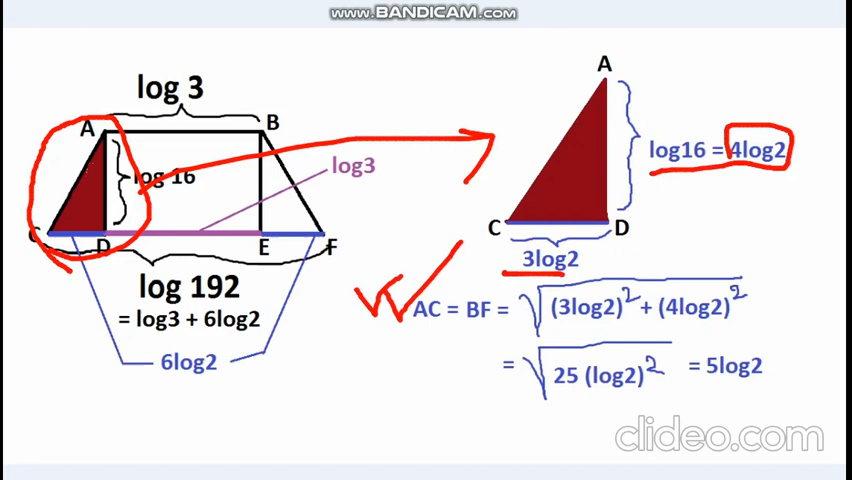 www.BANDICAM.com
log 3
A
B
log 16
log3
C
D
E
F
log 192
= log3 + 6log2
6log2
A
log16 = 4log2
C
D
3log2
AC = BF = √(3log2)² + (4log2)²
= √25 (log2)² = 5log2
clideo.com